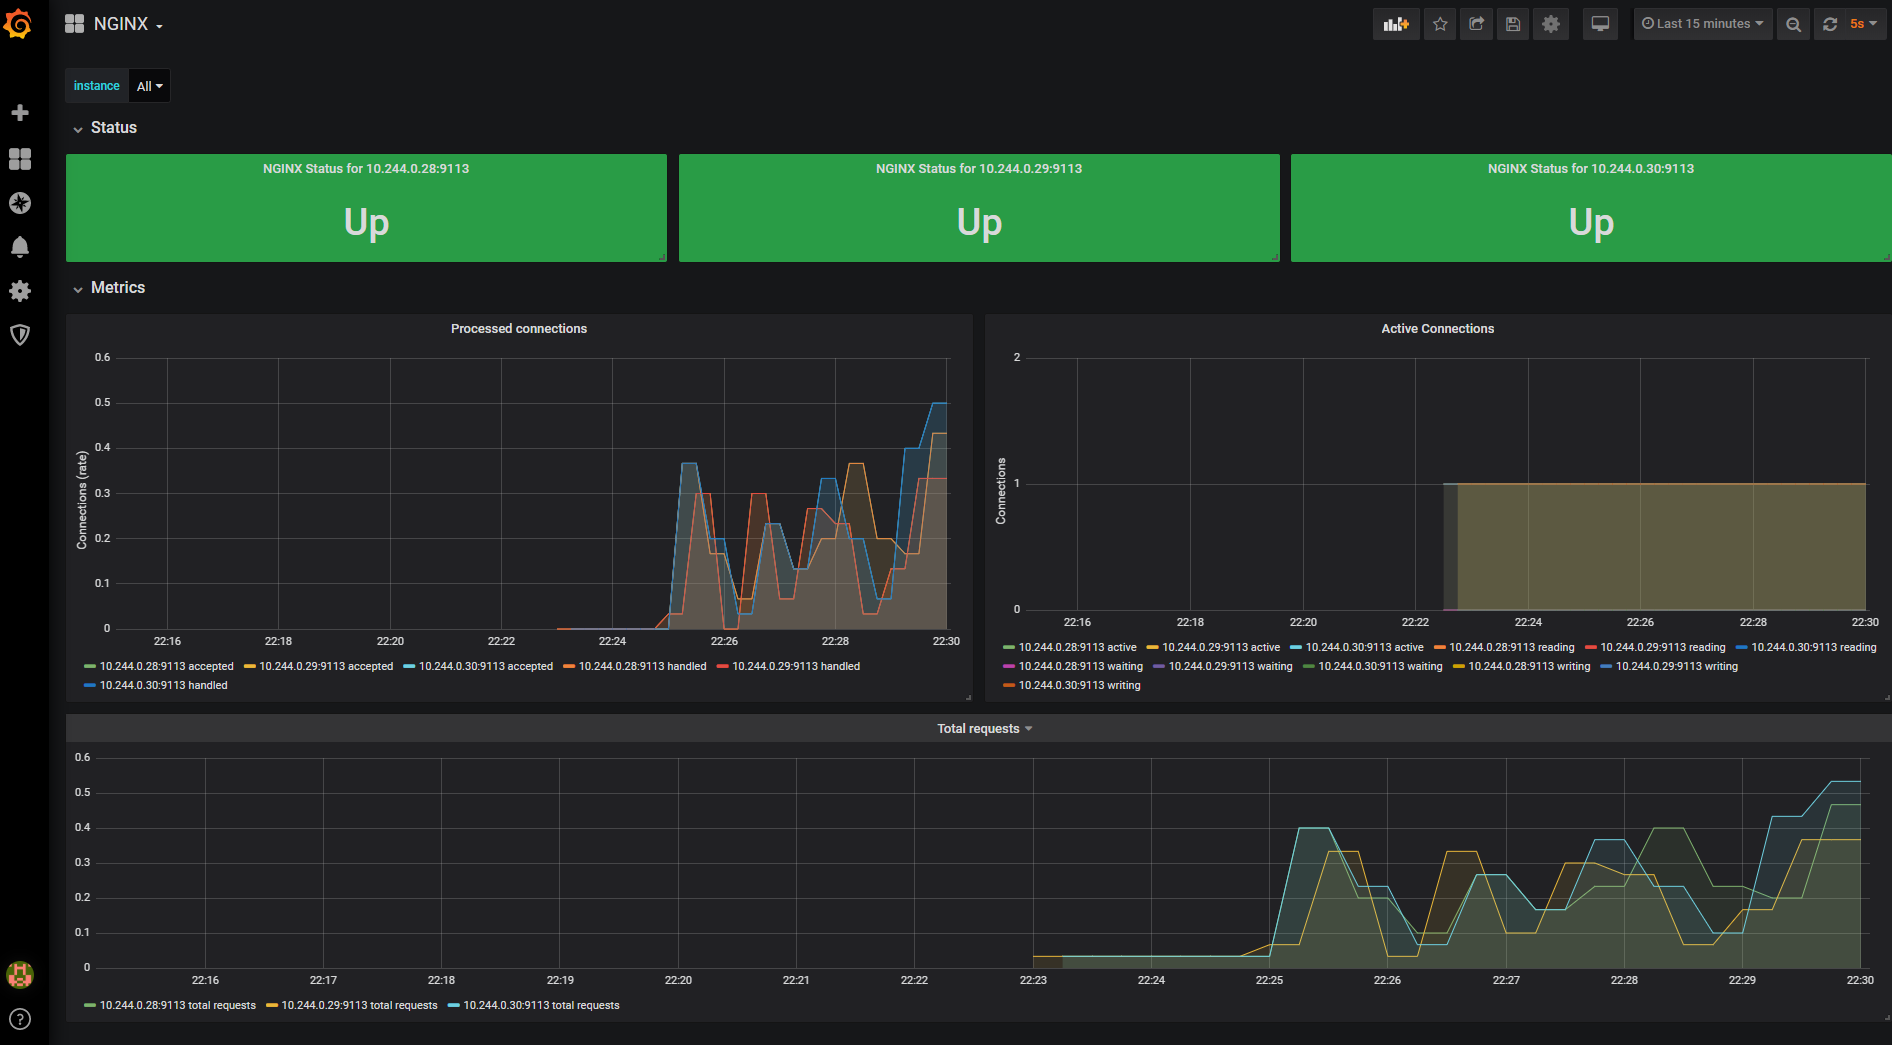 NGINX
Last 15 minutes
5s
instance All
Status
NGINX Status for 10.244.0.28:9113
Up
NGINX Status for 10.244.0.29:9113
Up
NGINX Status for 10.244.0.30:9113
Up
Metrics
Processed connections
Connections (rate)
0.6
0.5
0.4
0.3
0.2
0.1
0
22:16 22:18 22:20 22:22 22:24 22:26 22:28 22:30
10.244.0.28:9113 accepted 10.244.0.29:9113 accepted 10.244.0.30:9113 accepted 10.244.0.28:9113 handled 10.244.0.29:9113 handled
10.244.0.30:9113 handled
Active Connections
Connections
2
1
0
22:16 22:18 22:20 22:22 22:24 22:26 22:28 22:30
10.244.0.28:9113 active 10.244.0.29:9113 active 10.244.0.30:9113 active 10.244.0.28:9113 reading 10.244.0.29:9113 reading 10.244.0.30:9113 reading
10.244.0.28:9113 waiting 10.244.0.29:9113 waiting 10.244.0.30:9113 waiting 10.244.0.28:9113 writing 10.244.0.29:9113 writing
10.244.0.30:9113 writing
Total requests
0.6
0.5
0.4
0.3
0.2
0.1
0
22:16 22:17 22:18 22:19 22:20 22:21 22:22 22:23 22:24 22:25 22:26 22:27 22:28 22:29 22:30
10.244.0.28:9113 total requests 10.244.0.29:9113 total requests 10.244.0.30:9113 total requests